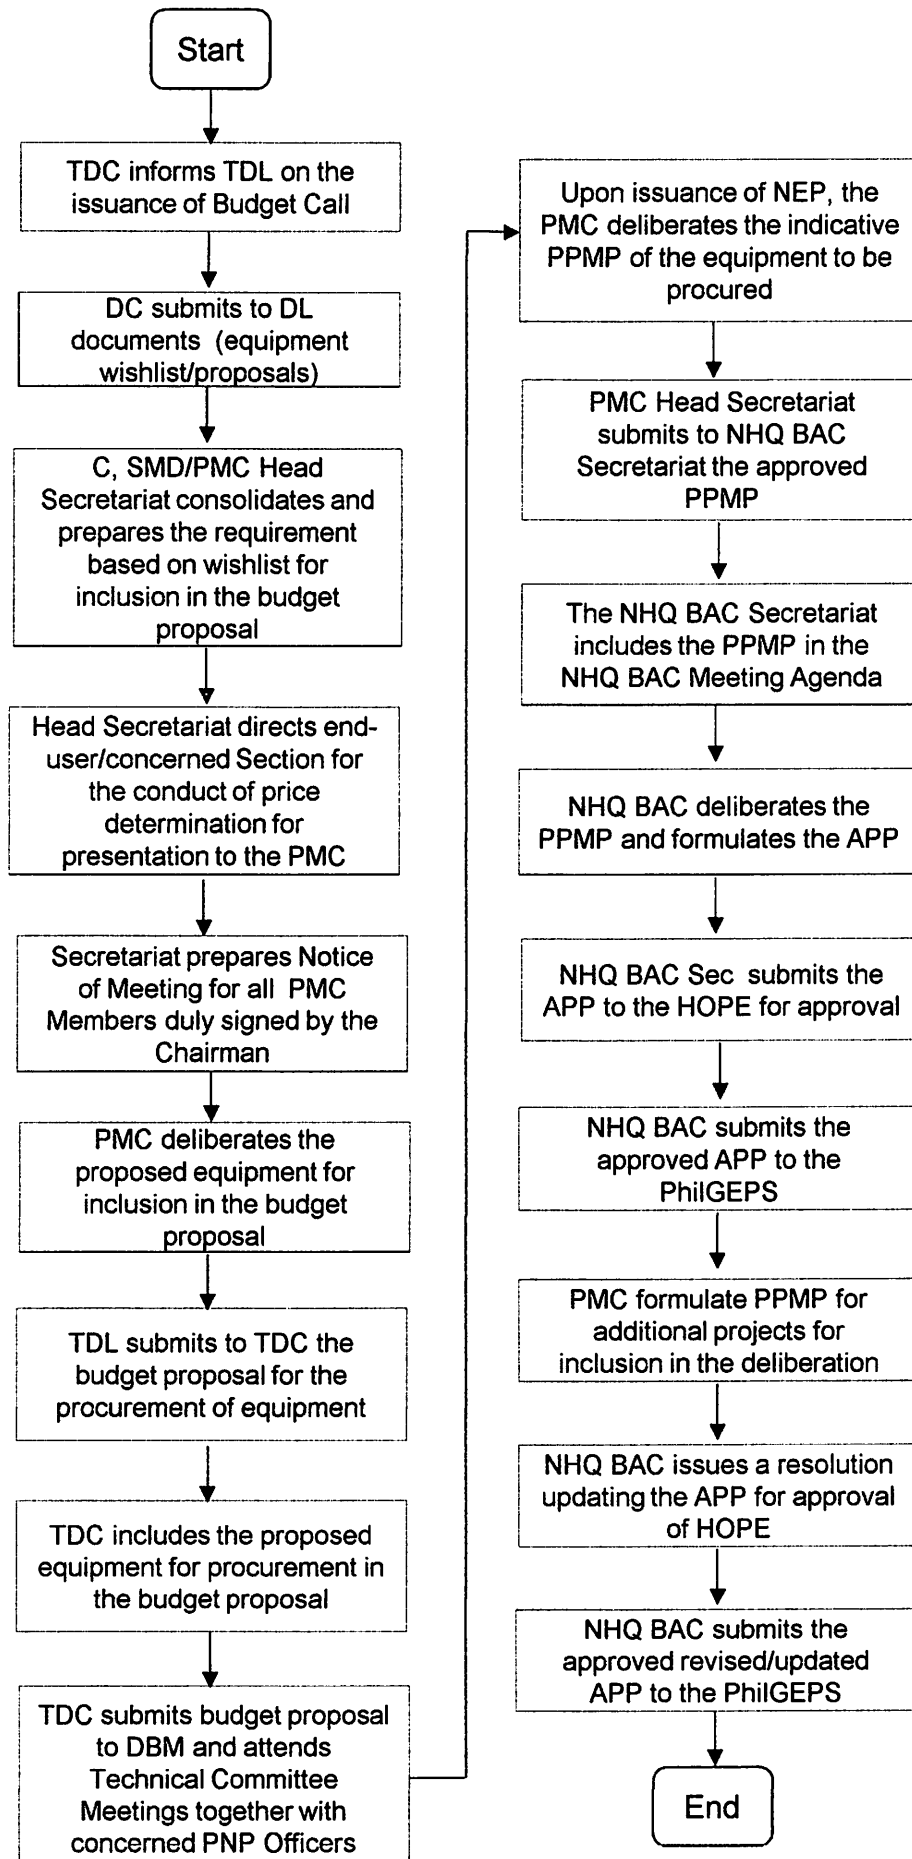 Start
TDC informs TDL on the
issuance of Budget Call
DC submits to DL
documents (equipment
wishlist/proposals)
C, SMD/PMC Head
Secretariat consolidates and
prepares the requirement
based on wishlist for
inclusion in the budget
proposal
Head Secretariat directs end-
user/concerned Section for
the conduct of price
determination for
presentation to the PMC
Secretariat prepares Notice
of Meeting for all PMC
Members duly signed by the
Chairman
PMC deliberates the
proposed equipment for
inclusion in the budget
proposal
TDL submits to TDC the
budget proposal for the
procurement of equipment
TDC includes the proposed
equipment for procurement in
the budget proposal
TDC submits budget proposal
to DBM and attends
Technical Committee
Meetings together with
concerned PNP Officers
Upon issuance of NEP, the
PMC deliberates the indicative
PPMP of the equipment to be
procured
PMC Head Secretariat
submits to NHQ BAC
Secretariat the approved
PPMP
The NHQ BAC Secretariat
includes the PPMP in the
NHQ BAC Meeting Agenda
NHQ BAC deliberates the
PPMP and formulates the APP
NHQ BAC Sec submits the
APP to the HOPE for approval
NHQ BAC submits the
approved APP to the
PhilGEPS
PMC formulate PPMP for
additional projects for
inclusion in the deliberation
NHQ BAC issues a resolution
updating the APP for approval
of HOPE
NHQ BAC submits the
approved revised/updated
APP to the PhilGEPS
End